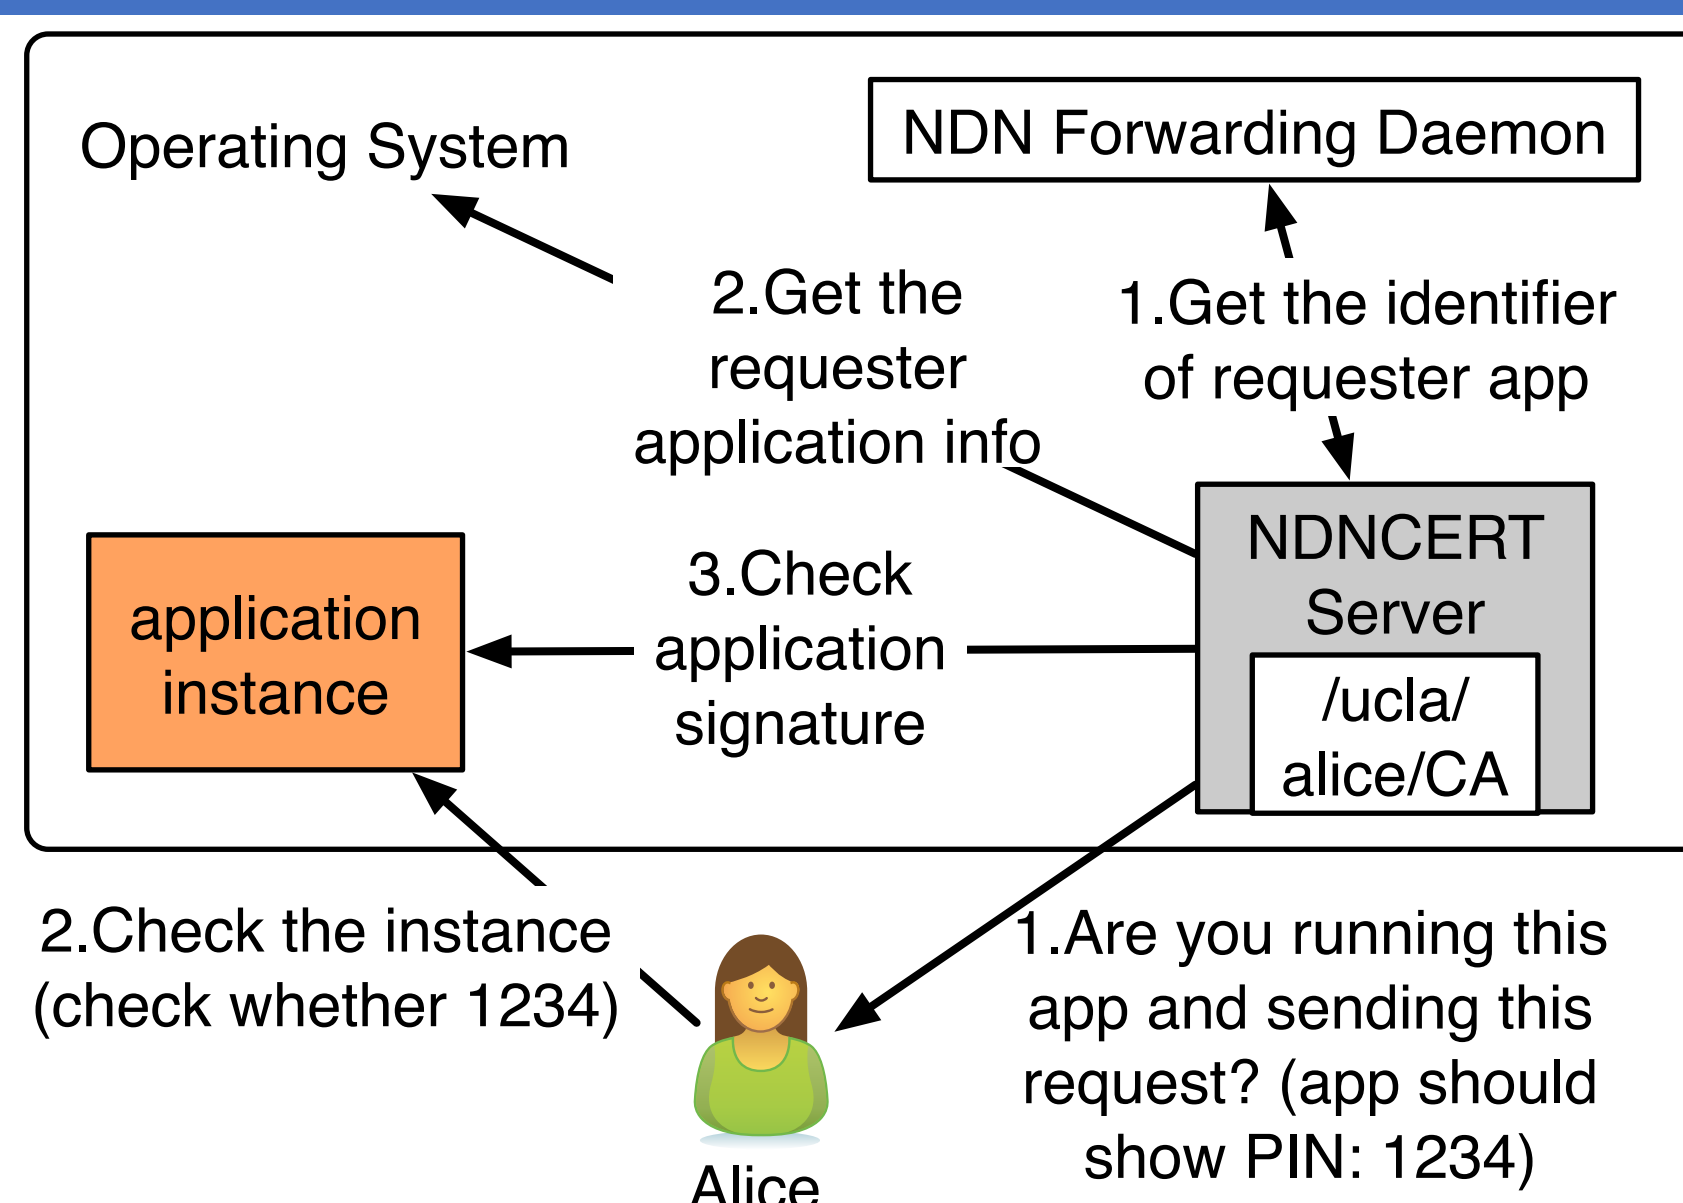 Operating System
NDN Forwarding Daemon
2.Get the
requester
application info
1.Get the identifier
of requester app
NDNCERT
Server
/ucla/
alice/CA
3.Check
application
signature
application
instance
2.Check the instance
(check whether 1234)
1.Are you running this
app and sending this
request? (app should
show PIN: 1234)
Alice